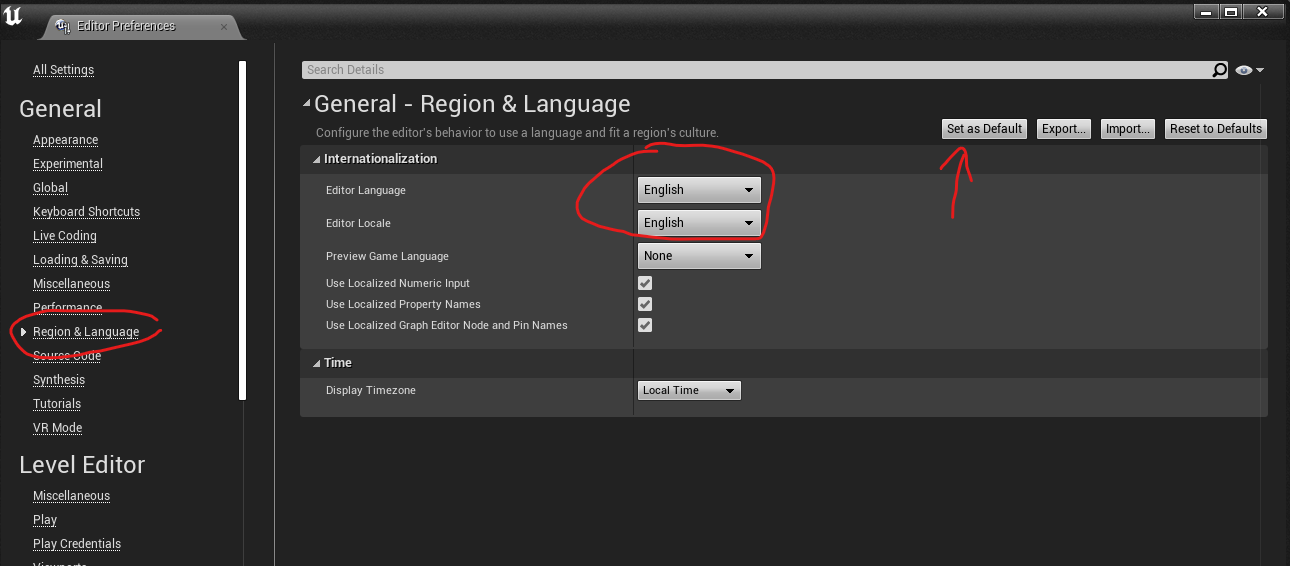 Editor Preferences
All Settings
General
Appearance
Experimental
Global
Keyboard Shortcuts
Live Coding
Loading & Saving
Miscellaneous
Performance
Region & Language
Source Code
Synthesis
Tutorials
VR Mode
Level Editor
Miscellaneous
Play
Play Credentials
Viewports
Search Details
General - Region & Language
Configure the editor's behavior to use a language and fit a region's culture.
Set as Default Export... Import... Reset to Defaults
Internationalization
Editor Language English
Editor Locale English
Preview Game Language None
Use Localized Numeric Input
Use Localized Property Names
Use Localized Graph Editor Node and Pin Names
Time
Display Timezone Local Time